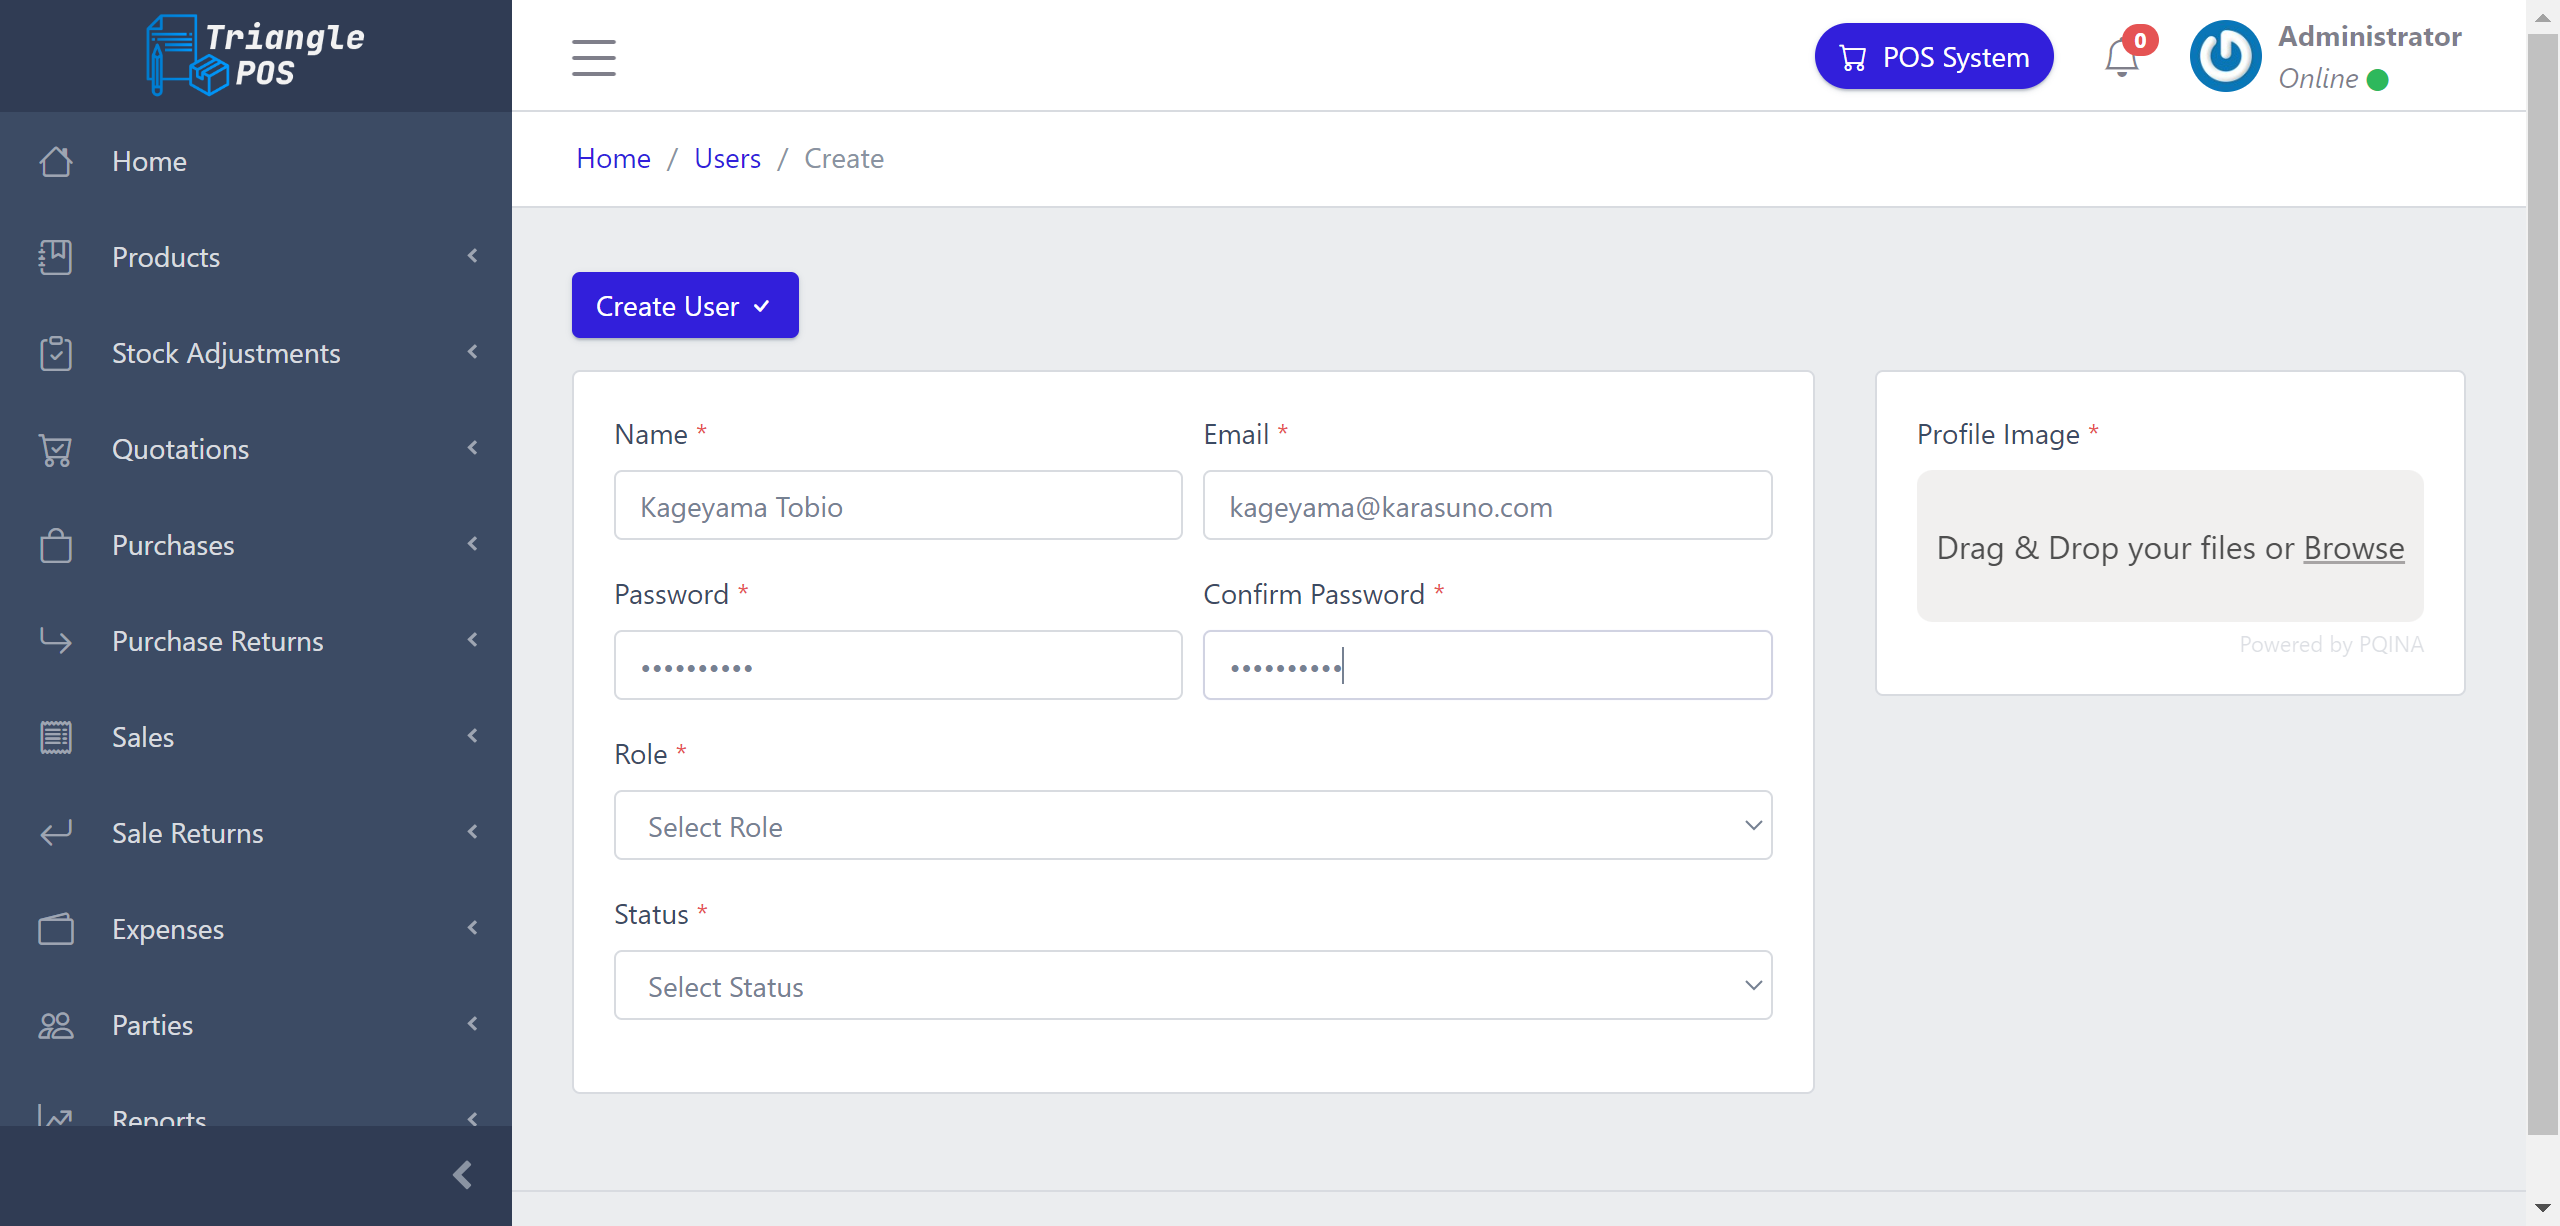 Triangle
POS
Home
Products
Stock Adjustments
Quotations
Purchases
Purchase Returns
Sales
Sale Returns
Expenses
Parties
Reports
POS System
0
Administrator
Online
Home / Users / Create
Create User
Name *
Kageyama Tobio
Email *
kageyama@karasuno.com
Password *
••••••••••
Confirm Password *
••••••••••
Role *
Select Role
Status *
Select Status
Profile Image *
Drag & Drop your files or Browse
Powered by PQINA